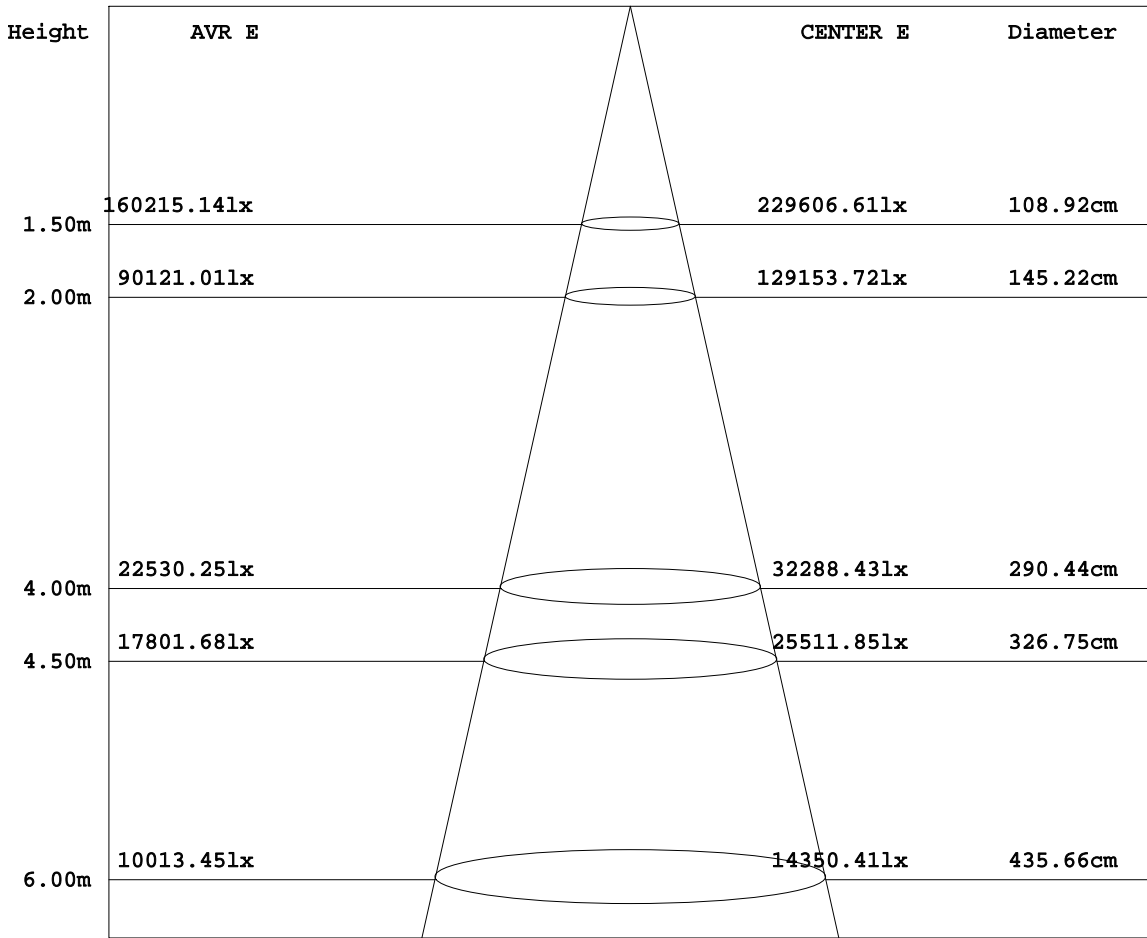 Height AVR E CENTER E Diameter
160215.14lx 229606.61lx 108.92cm
1.50m
90121.01lx 129153.72lx 145.22cm
2.00m
22530.25lx 32288.43lx 290.44cm
4.00m
17801.68lx 25511.85lx 326.75cm
4.50m
10013.45lx 14350.41lx 435.66cm
6.00m